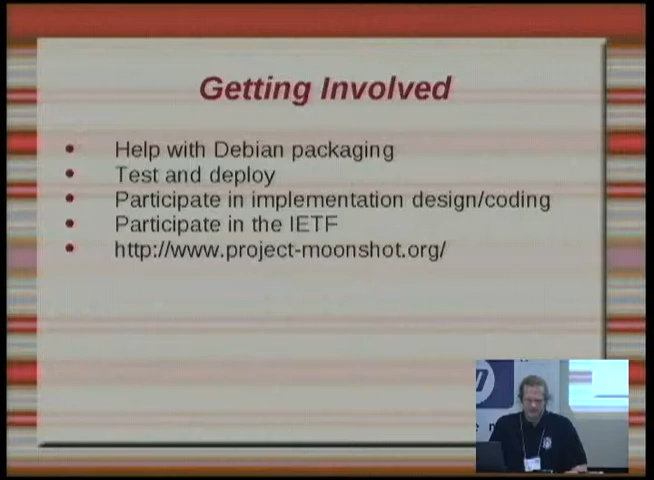 Getting Involved
Help with Debian packaging
Test and deploy
Participate in implementation design/coding
Participate in the IETF
http://www.project-moonshot.org/